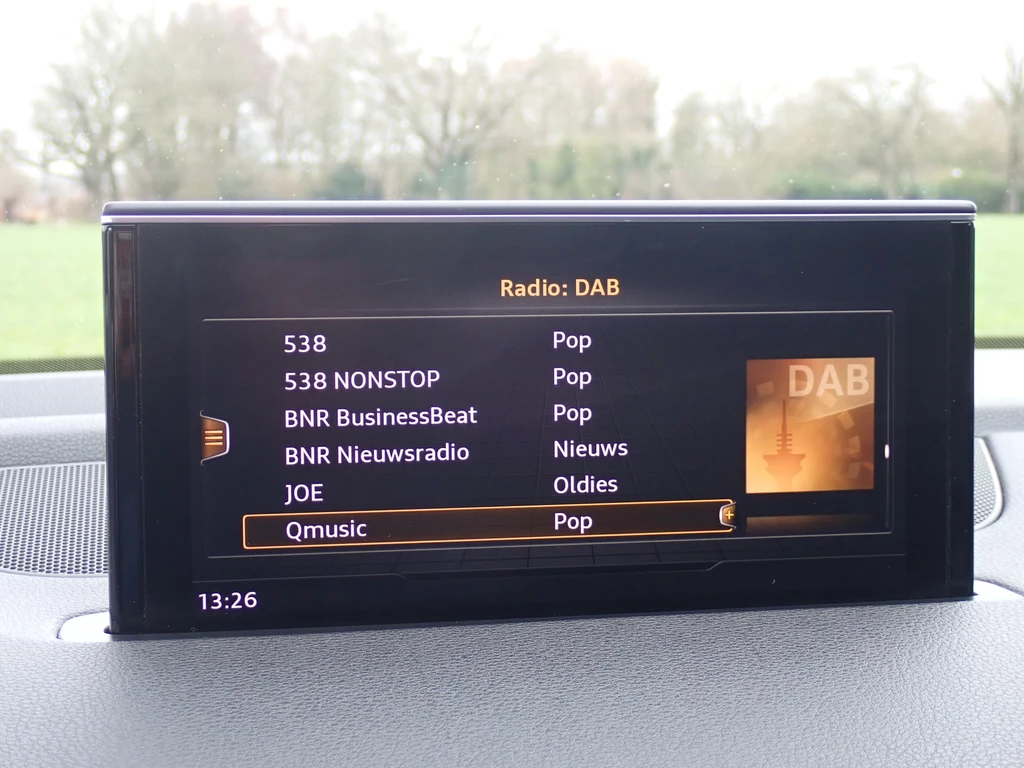 Radio: DAB
538 Pop
538 NONSTOP Pop
BNR BusinessBeat Pop
BNR Nieuwsradio Nieuws
JOE Oldies
Qmusic Pop
DAB
13:26